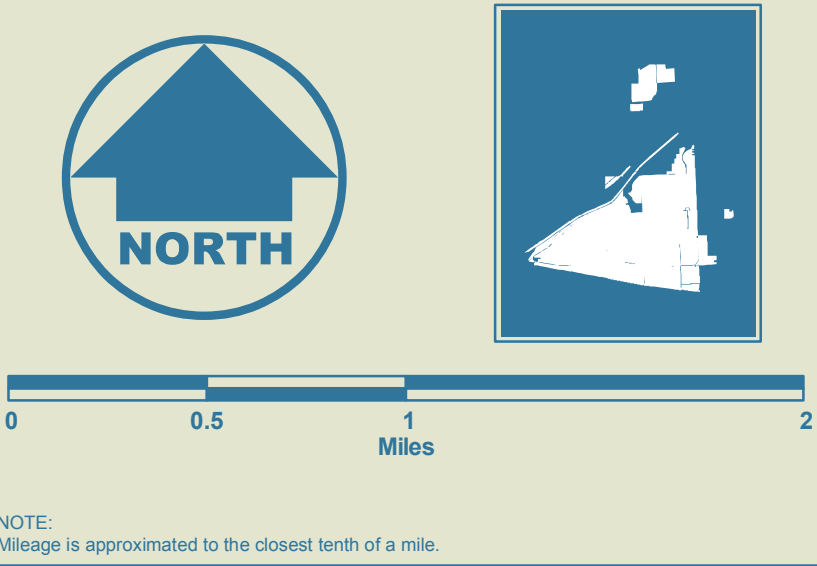 NORTH
0 0.5 1 2
Miles
NOTE:
Mileage is approximated to the closest tenth of a mile.